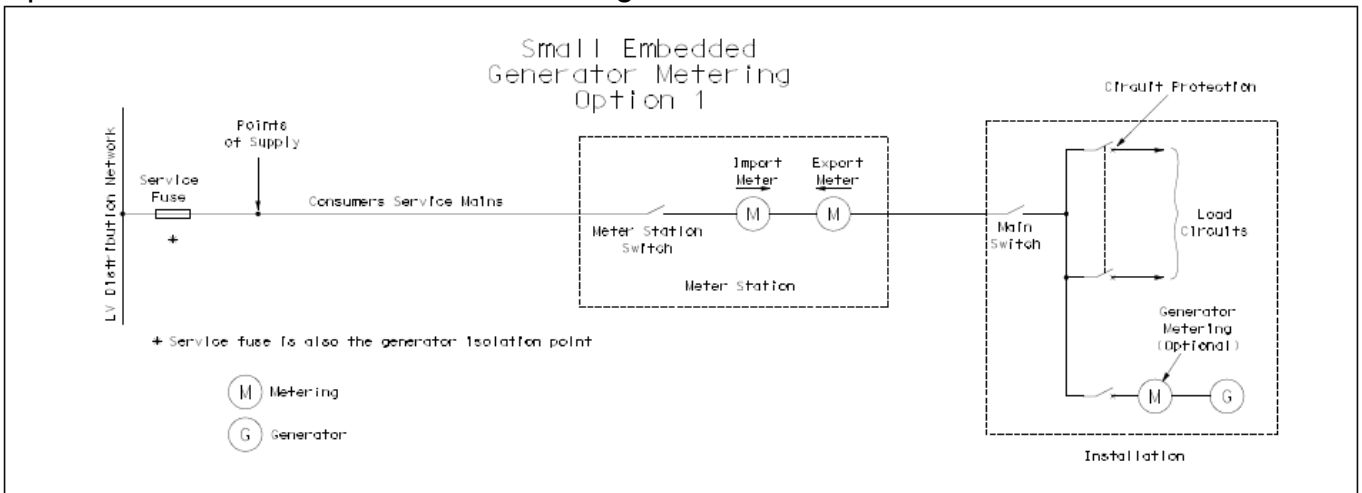 Small Embedded
Generator Metering
Option 1
Circuit Protection
Points
of Supply
LV Distribution Network
Service
Fuse
Import
Meter
Export
Meter
Consumers Service Mains
M
M
+
Meter Station
Switch
Main
Switch
Load
Circuits
Meter Station
Generator
Metering
(Optional)
+ Service fuse is also the generator isolation point
M
G
M Metering
G Generator
Installation